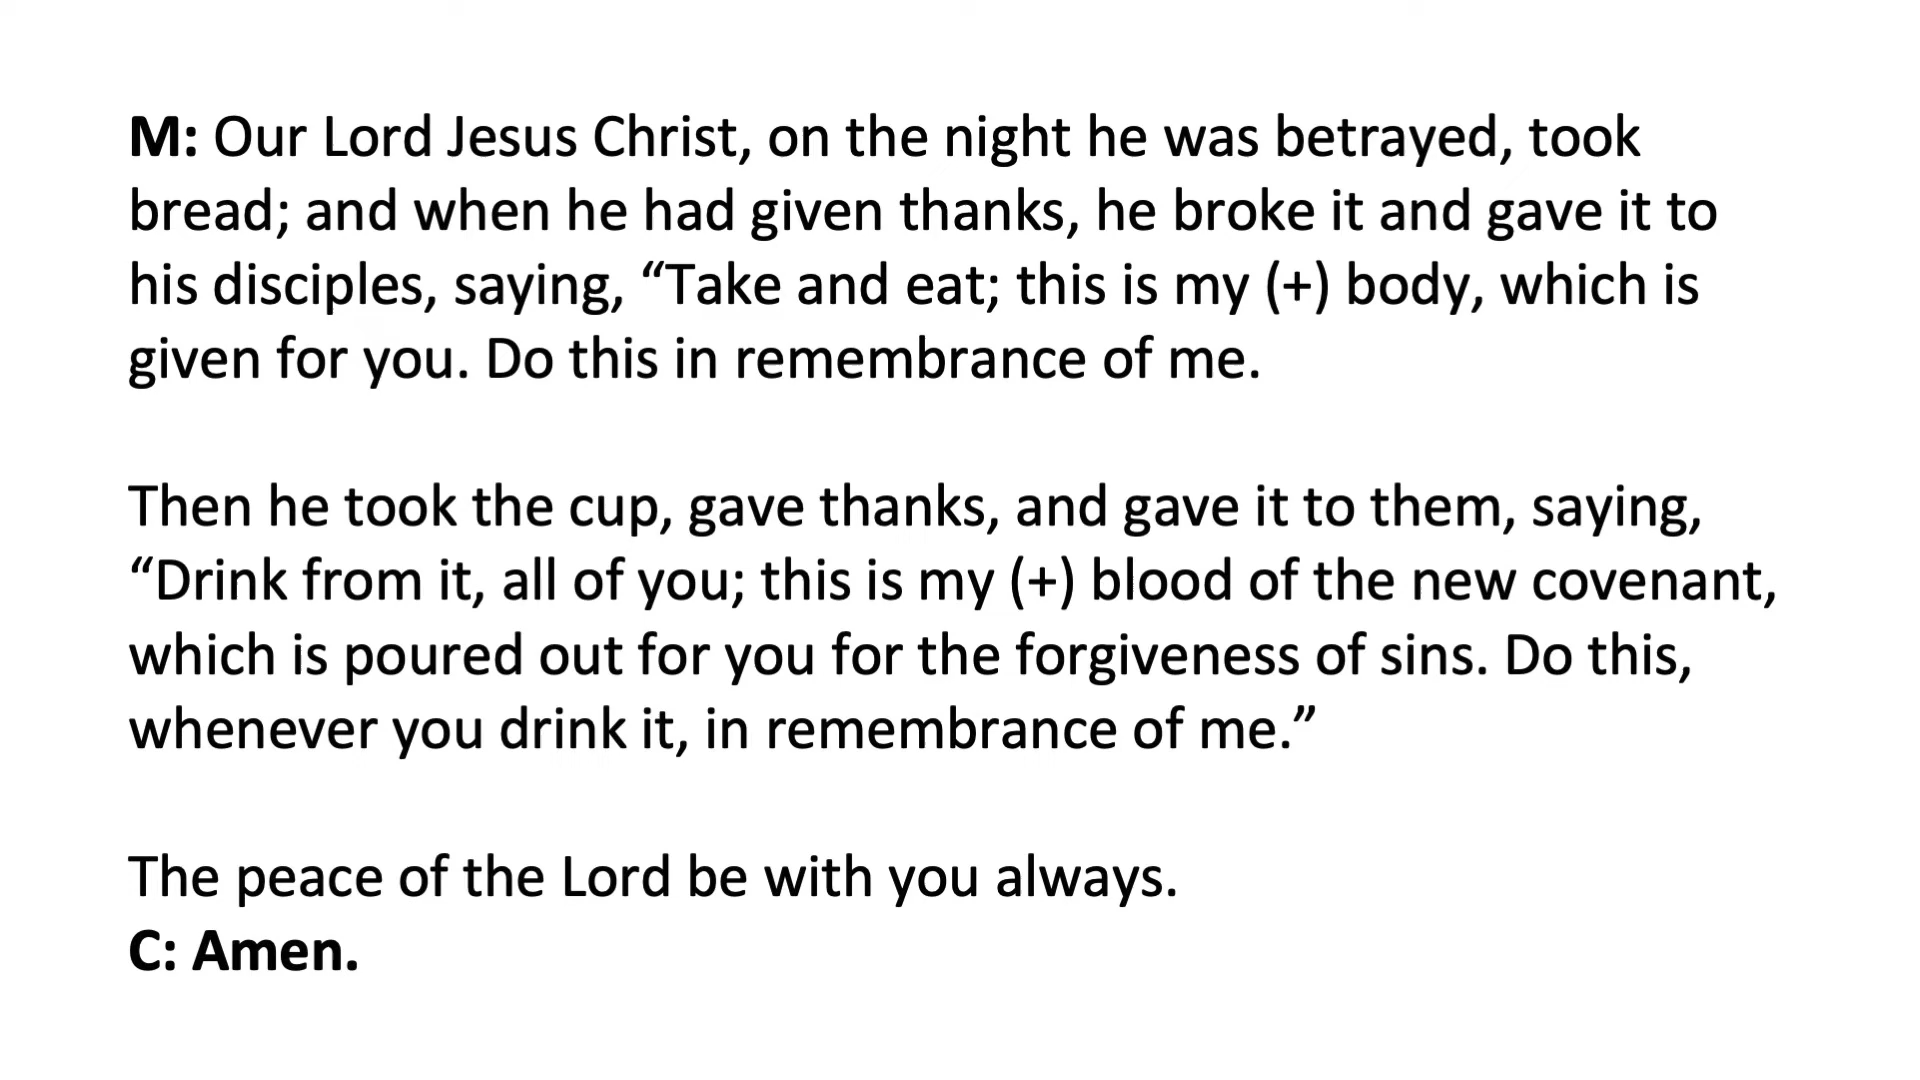 M: Our Lord Jesus Christ, on the night he was betrayed, took
bread; and when he had given thanks, he broke it and gave it to
his disciples, saying, “Take and eat; this is my (+) body, which is
given for you. Do this in remembrance of me.
Then he took the cup, gave thanks, and gave it to them, saying,
“Drink from it, all of you; this is my (+) blood of the new covenant,
which is poured out for you for the forgiveness of sins. Do this,
whenever you drink it, in remembrance of me.”
The peace of the Lord be with you always.
C: Amen.